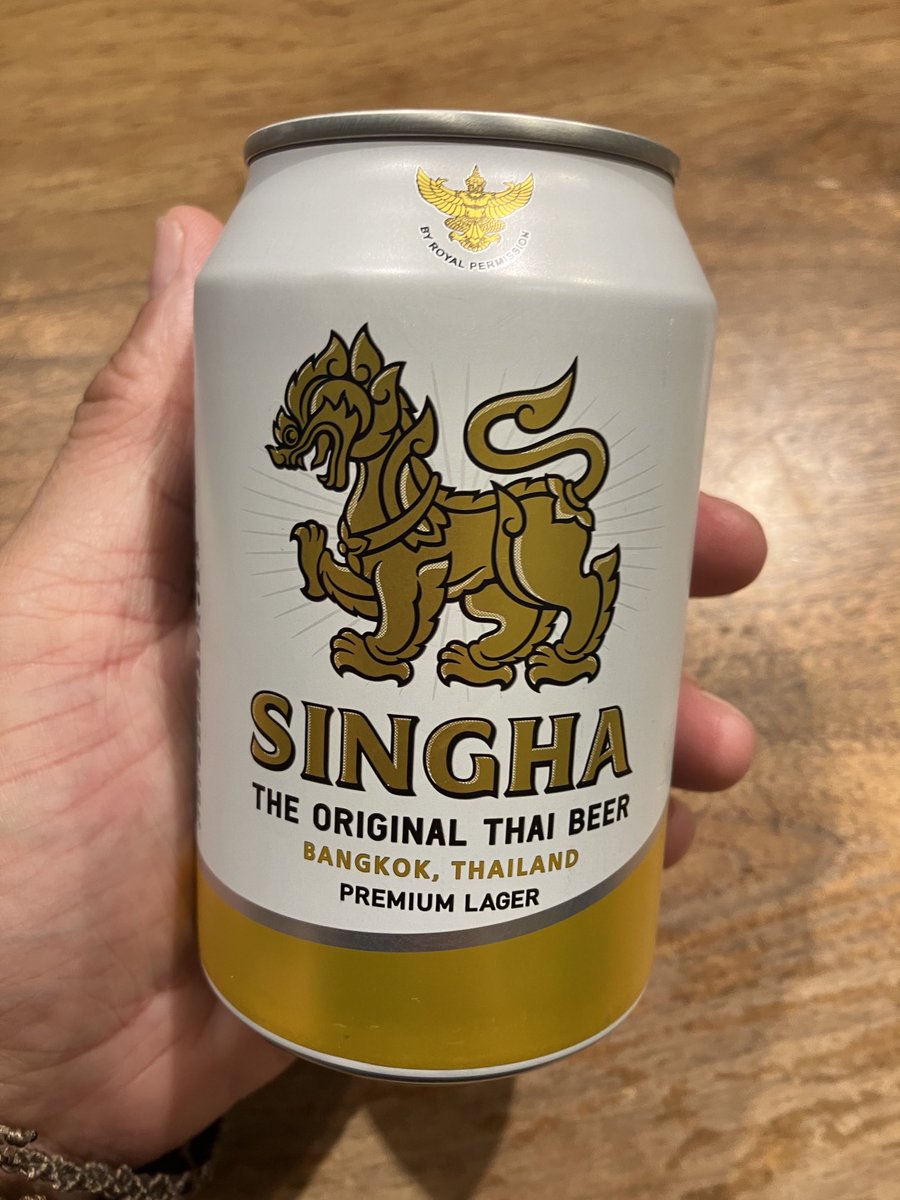 BY ROYAL PERMISSION
SINGHA
THE ORIGINAL THAI BEER
BANGKOK, THAILAND
PREMIUM LAGER